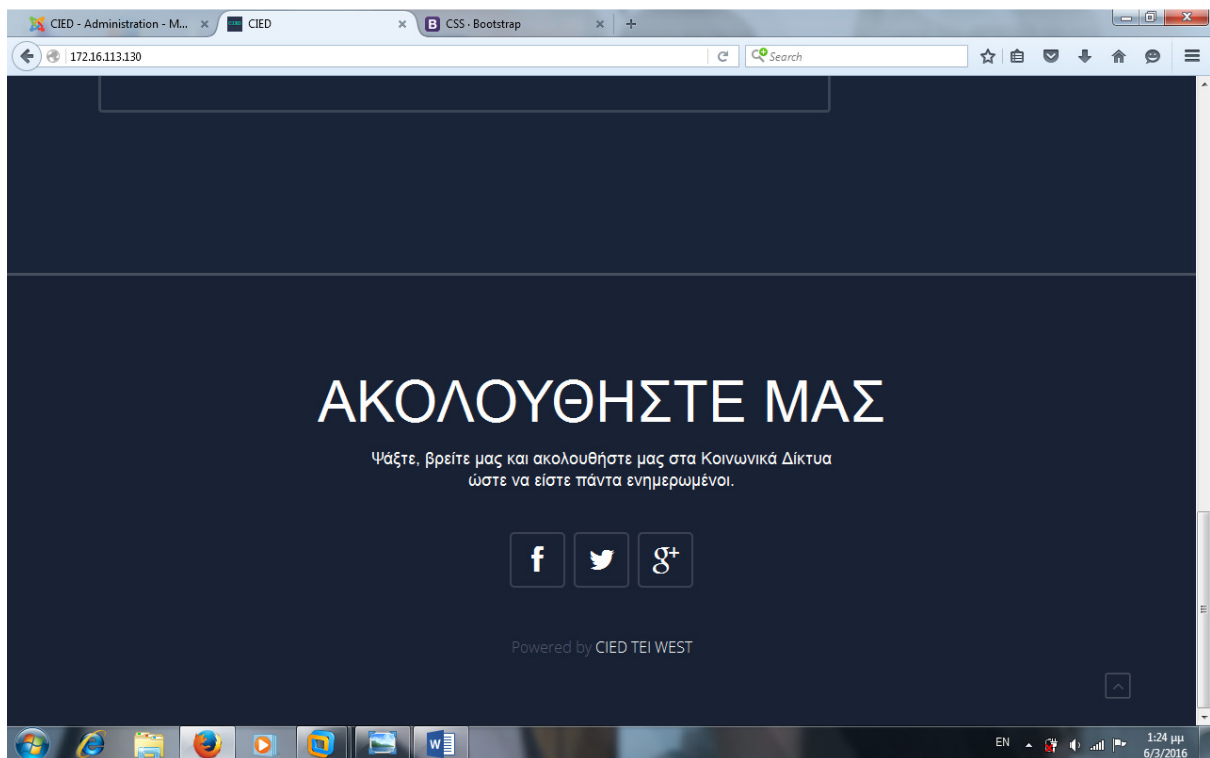 CIED - Administration - M...
CIED
CSS · Bootstrap
172.16.113.130
Search
ΑΚΟΛΟΥΘΗΣΤΕ ΜΑΣ
Ψάξτε, βρείτε μας και ακολουθήστε μας στα Κοινωνικά Δίκτυα
ώστε να είστε πάντα ενημερωμένοι.
Powered by CIED TEI WEST
EN
1:24 μμ
6/3/2016